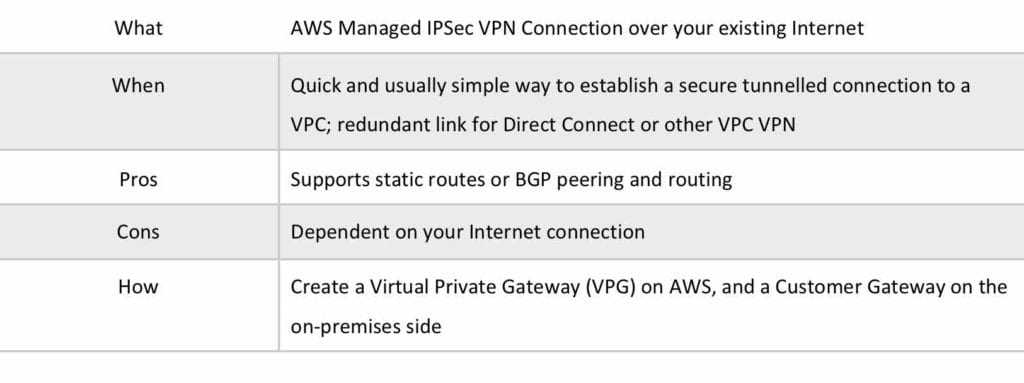 What
AWS Managed IPSec VPN Connection over your existing Internet
When
Quick and usually simple way to establish a secure tunnelled connection to a
VPC; redundant link for Direct Connect or other VPC VPN
Pros
Supports static routes or BGP peering and routing
Cons
Dependent on your Internet connection
How
Create a Virtual Private Gateway (VPG) on AWS, and a Customer Gateway on the
on-premises side